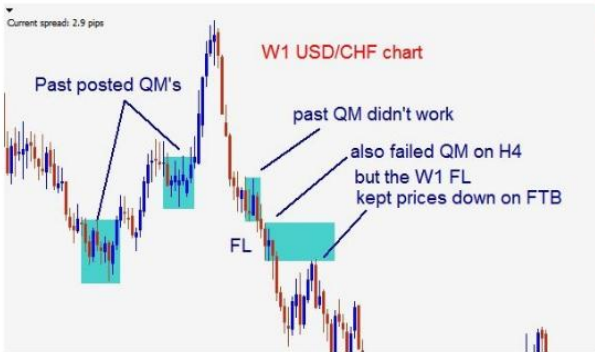 Current spread: 2.9 pips
W1 USD/CHF chart
Past posted QM's
past QM didn't work
also failed QM on H4
but the W1 FL
kept prices down on FTB
FL